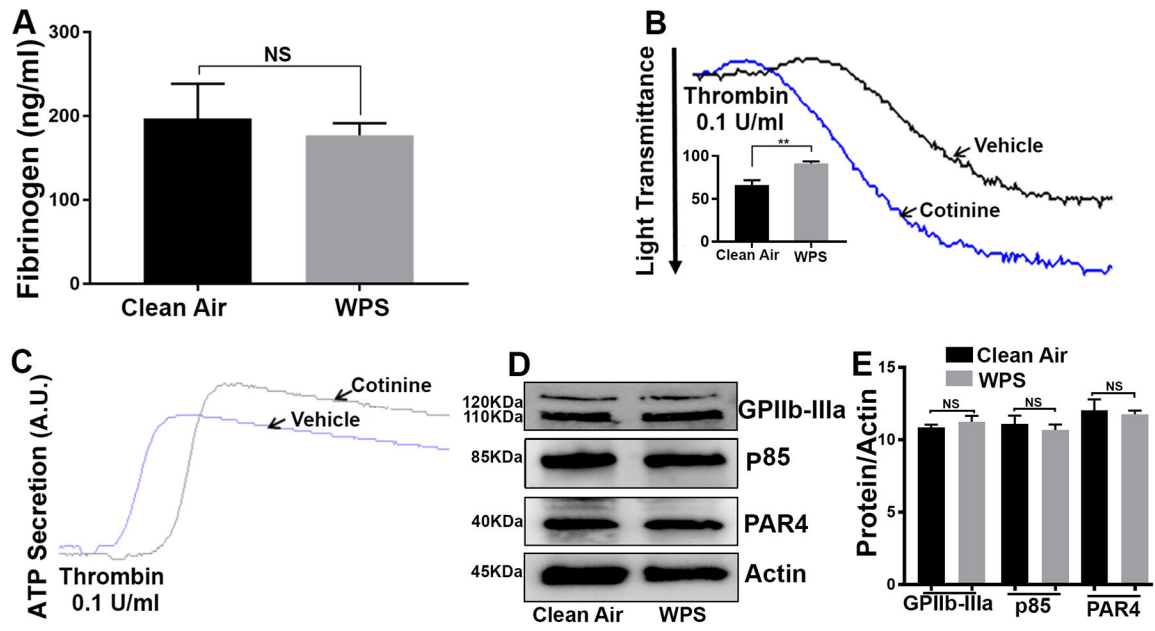 A
300
200
100
0
Fibrinogen (ng/ml)
NS
Clean Air
WPS
B
Light Transmittance
Thrombin
0.1 U/ml
100
50
0
**
Clean Air
WPS
Vehicle
Cotinine
C
ATP Secretion (A.U.)
Cotinine
Vehicle
Thrombin
0.1 U/ml
D
120KDa
110KDa
GPIIb-IIIa
85KDa
P85
40KDa
PAR4
45KDa
Actin
Clean Air
WPS
E
Clean Air
WPS
15
10
5
0
Protein/Actin
NS
NS
NS
GPIIb-IIIa
p85
PAR4